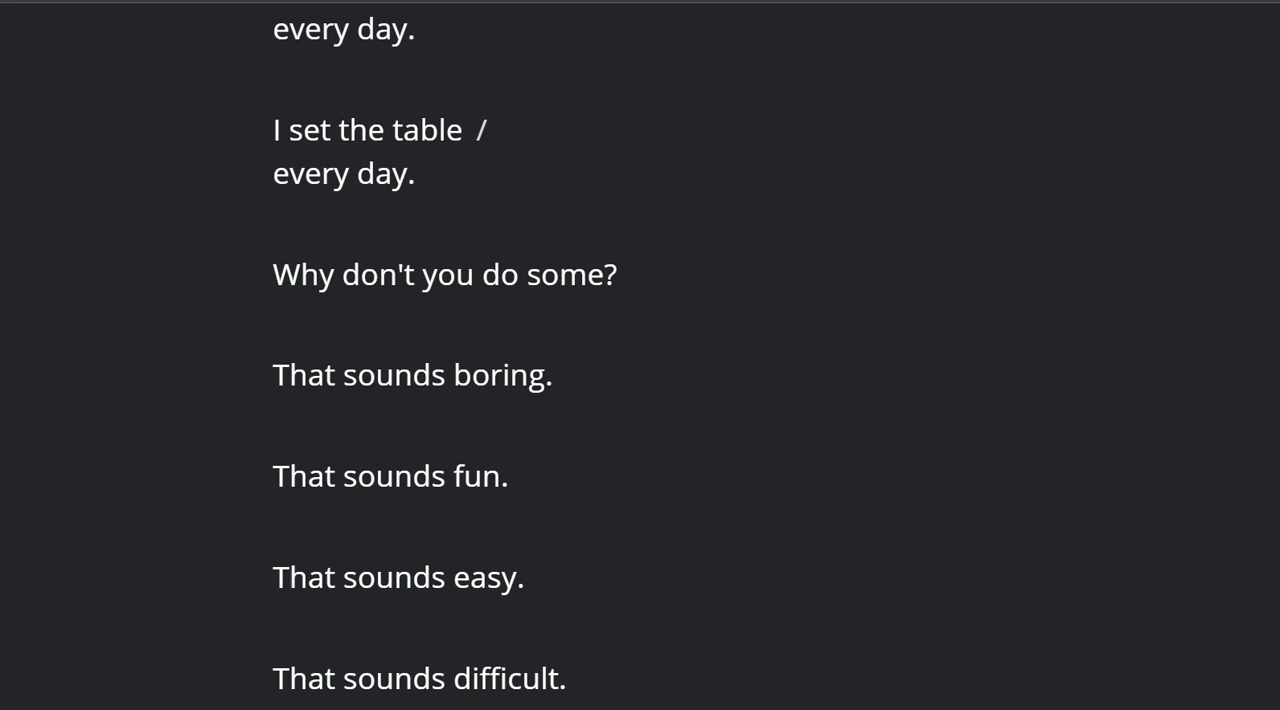 every day.
I set the table /
every day.
Why don't you do some?
That sounds boring.
That sounds fun.
That sounds easy.
That sounds difficult.